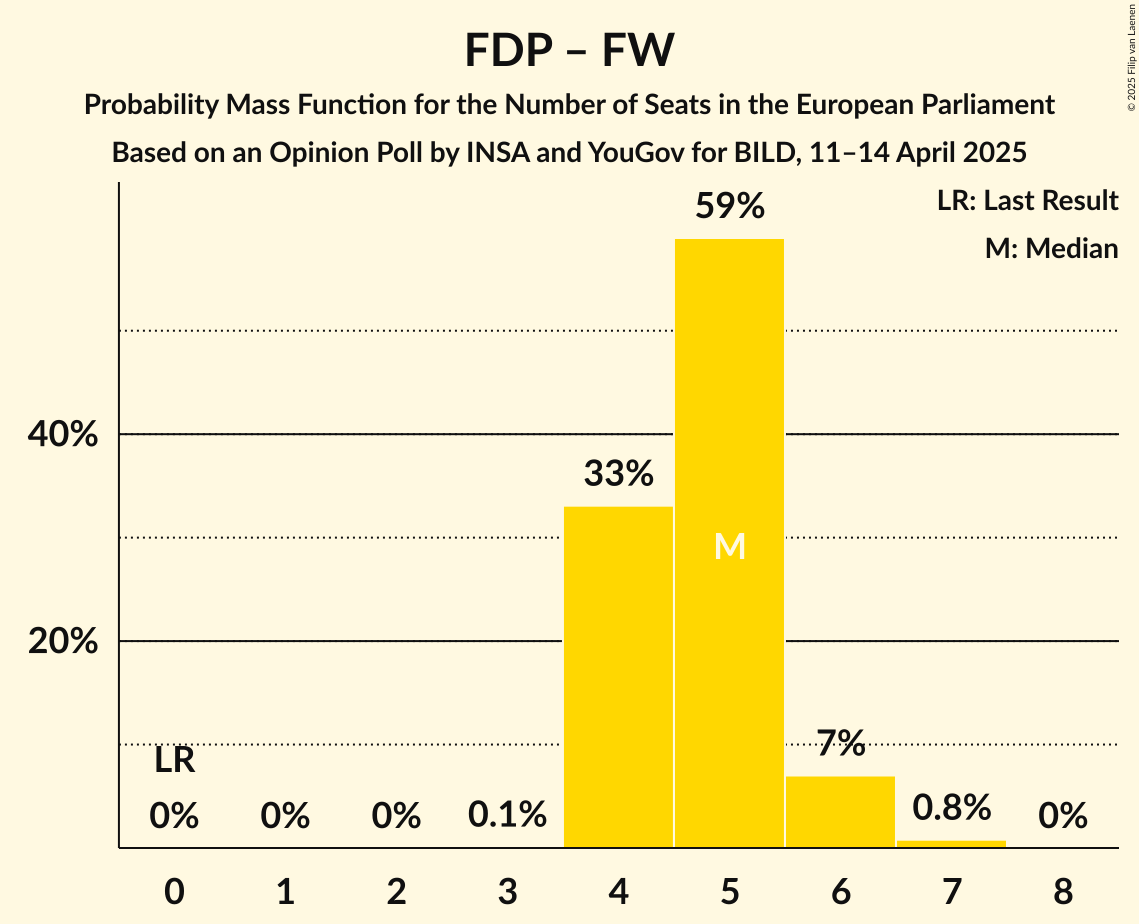 FDP – FW
Probability Mass Function for the Number of Seats in the European Parliament
Based on an Opinion Poll by INSA and YouGov for BILD, 11–14 April 2025
© 2025 Filip van Laenen
LR: Last Result
M: Median
59%
40%
33%
M
20%
7%
LR
0% 0% 0% 0.1% 0.8% 0%
0 1 2 3 4 5 6 7 8